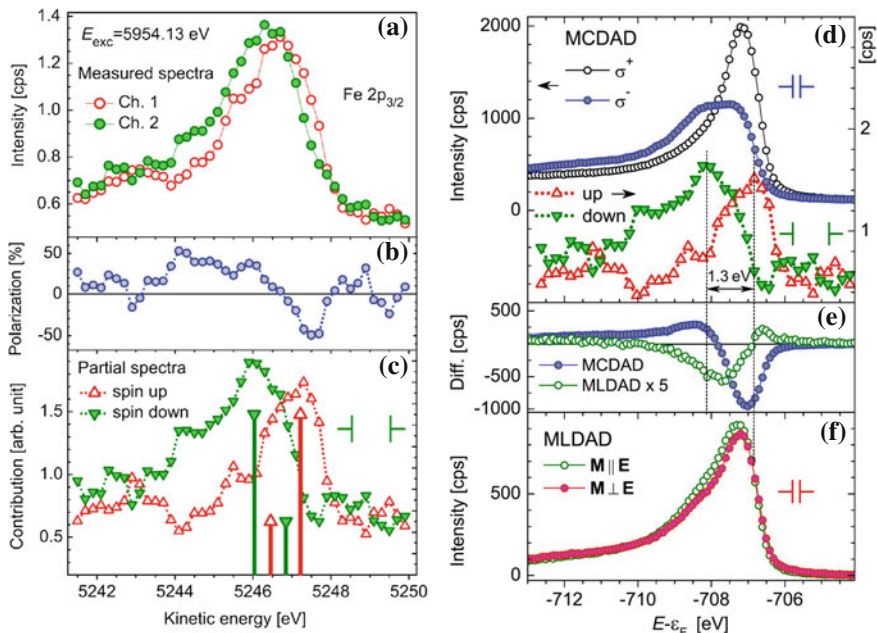 (a)
E_exc=5954.13 eV
Measured spectra
Ch. 1
Ch. 2
Fe 2p_3/2
Intensity [cps]
1.4
1.2
1.0
0.8
0.6
(b)
Polarization [%]
50
0
-50
(c)
Partial spectra
spin up
spin down
Contribution [arb. unit]
1.5
1.0
0.5
5242 5244 5246 5248 5250
Kinetic energy [eV]
(d)
MCDAD
σ+
σ-
up
down
1.3 eV
Intensity [cps]
2000
1000
0
[cps]
2
1
(e)
MCDAD
MLDAD x 5
Diff. [cps]
500
0
-500
-1000
(f)
MLDAD
M || E
M ⊥ E
Intensity [cps]
500
0
-712 -710 -708 -706
E-ε_F [eV]